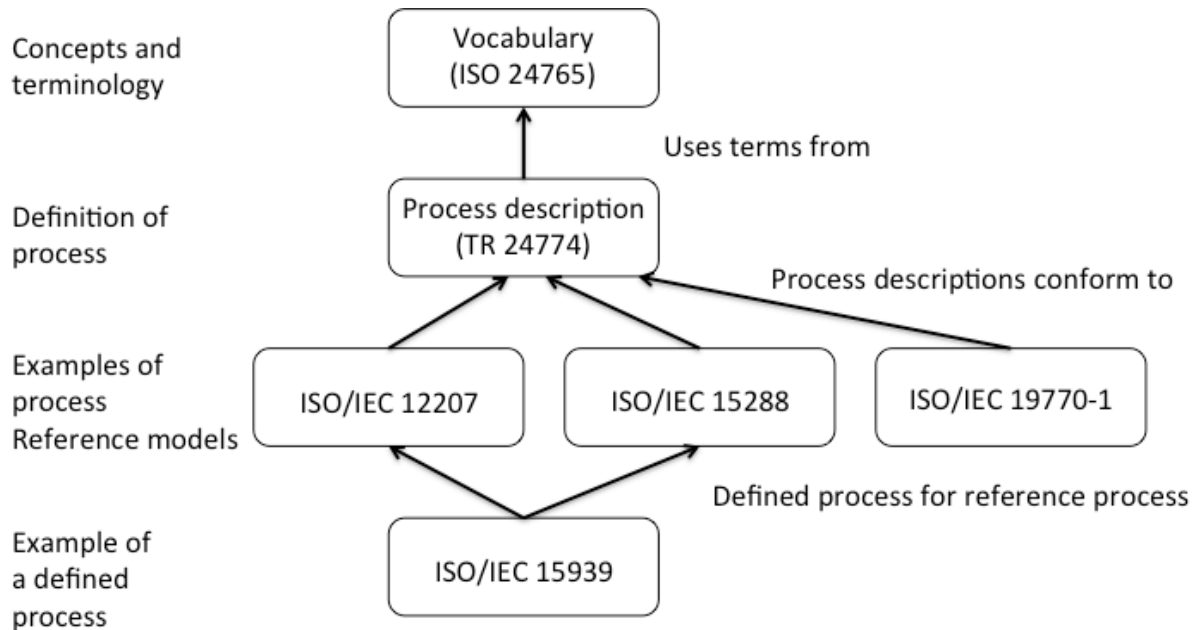 Concepts and
terminology
Vocabulary
(ISO 24765)
Uses terms from
Definition of
process
Process description
(TR 24774)
Process descriptions conform to
Examples of
process
Reference models
ISO/IEC 12207
ISO/IEC 15288
ISO/IEC 19770-1
Defined process for reference process
Example of
a defined
process
ISO/IEC 15939